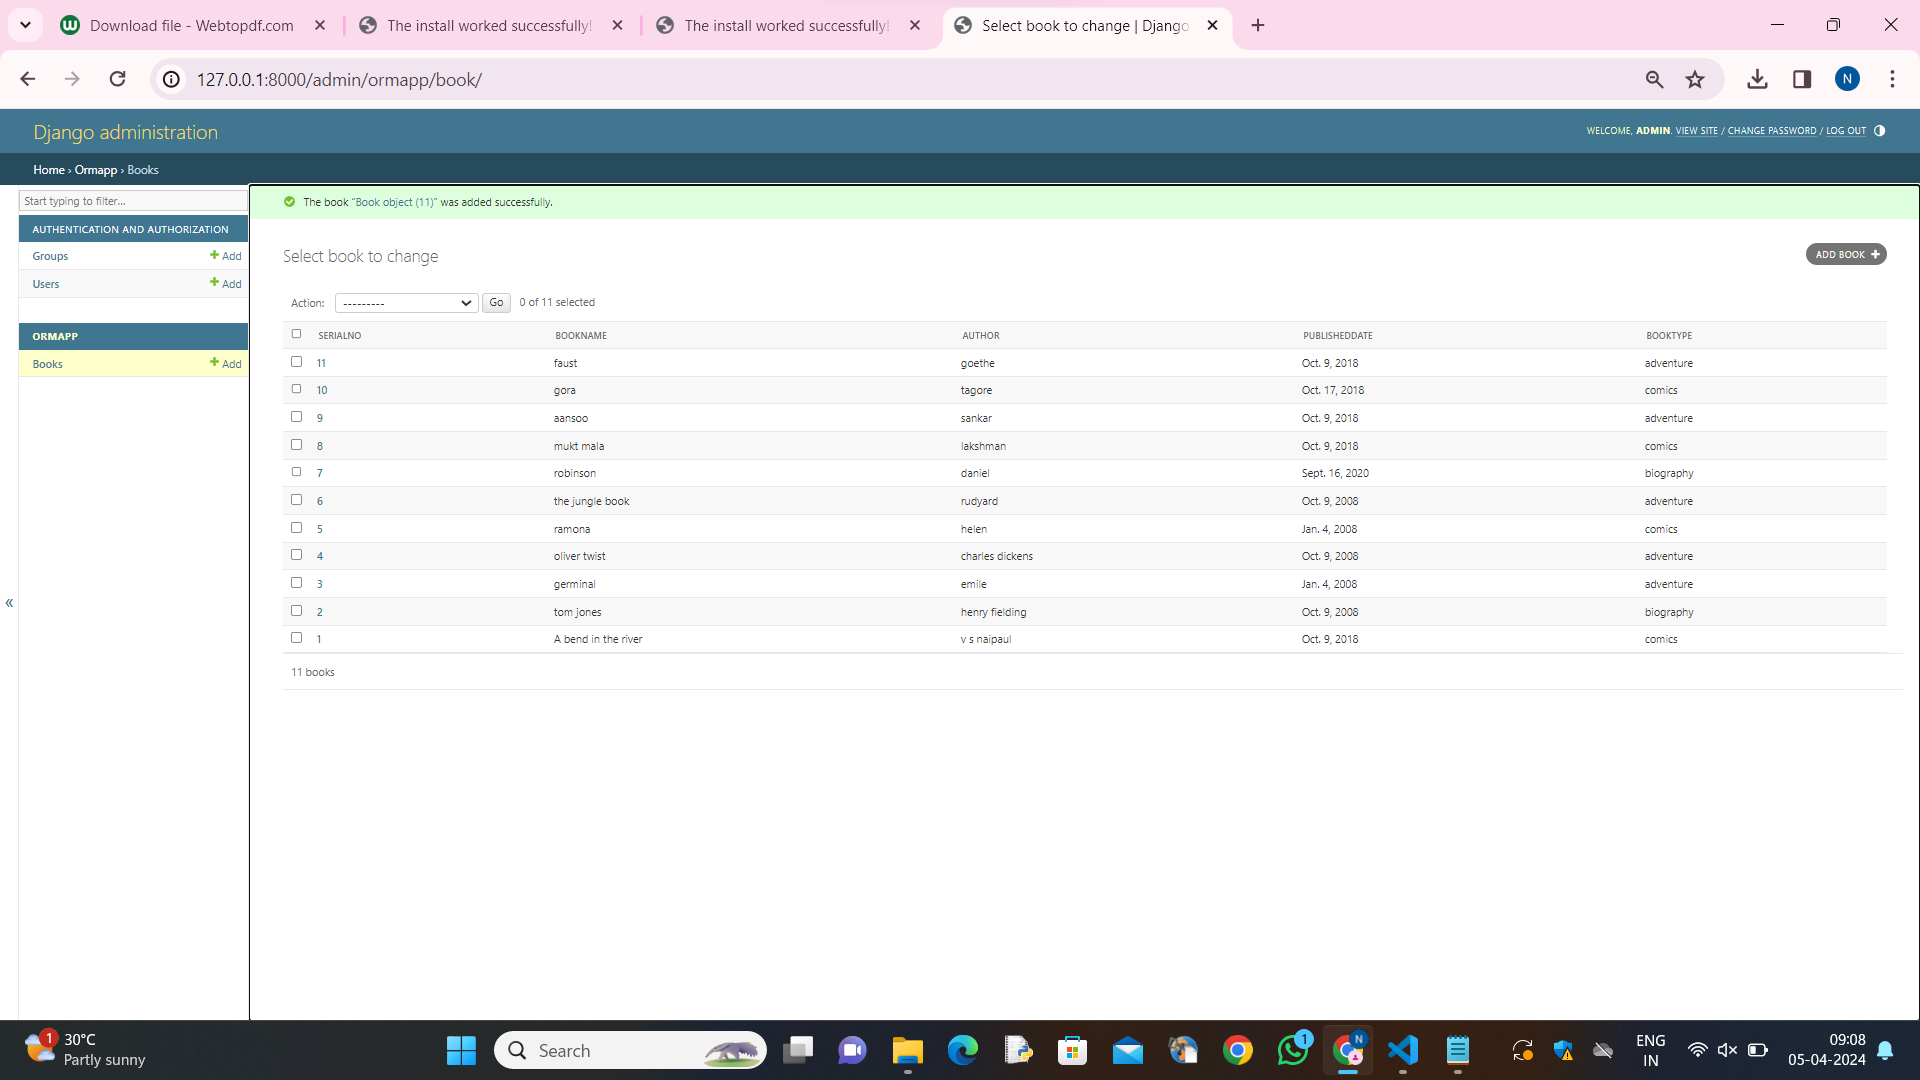 Download file - Webtopdf.com
The install worked successfully!
The install worked successfully!
Select book to change | Django
127.0.0.1:8000/admin/ormapp/book/
N
Django administration
WELCOME, ADMIN. VIEW SITE / CHANGE PASSWORD / LOG OUT
Home › Ormapp › Books
Start typing to filter...
AUTHENTICATION AND AUTHORIZATION
Groups + Add
Users + Add
ORMAPP
Books + Add
«
The book “Book object (11)” was added successfully.
Select book to change
ADD BOOK +
Action: --------- Go 0 of 11 selected
SERIALNO BOOKNAME AUTHOR PUBLISHEDDATE BOOKTYPE
11 faust goethe Oct. 9, 2018 adventure
10 gora tagore Oct. 17, 2018 comics
9 aansoo sankar Oct. 9, 2018 adventure
8 mukt mala lakshman Oct. 9, 2018 comics
7 robinson daniel Sept. 16, 2020 biography
6 the jungle book rudyard Oct. 9, 2008 adventure
5 ramona helen Jan. 4, 2008 comics
4 oliver twist charles dickens Oct. 9, 2008 adventure
3 germinal emile Jan. 4, 2008 adventure
2 tom jones henry fielding Oct. 9, 2008 biography
1 A bend in the river v s naipaul Oct. 9, 2018 comics
11 books
1
30°C
Partly sunny
Search
1
N
ENG
IN
09:08
05-04-2024